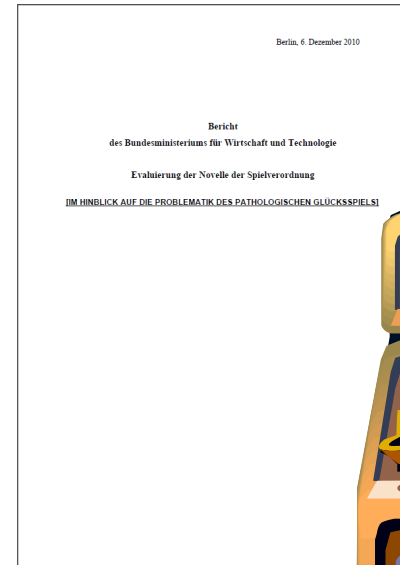 Berlin, 6. Dezember 2010
Bericht
des Bundesministeriums für Wirtschaft und Technologie
Evaluierung der Novelle der Spielverordnung
[IM HINBLICK AUF DIE PROBLEMATIK DES PATHOLOGISCHEN GLÜCKSSPIELS]